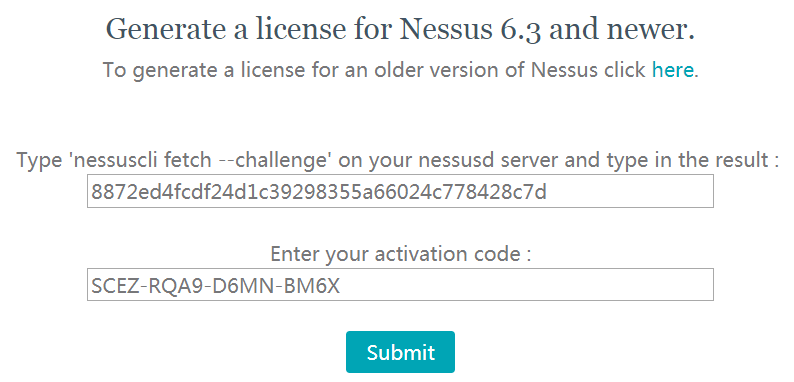 Generate a license for Nessus 6.3 and newer.
To generate a license for an older version of Nessus click here.
Type 'nessuscli fetch --challenge' on your nessusd server and type in the result :
8872ed4fcdf24d1c39298355a66024c778428c7d
Enter your activation code :
SCEZ-RQA9-D6MN-BM6X
Submit